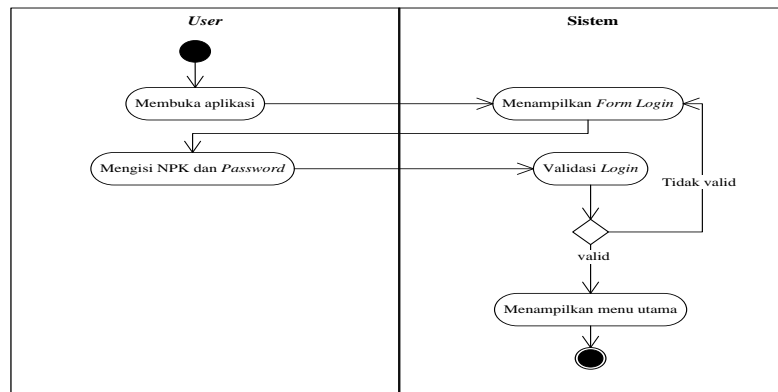 User
Sistem
Membuka aplikasi
Menampilkan Form Login
Mengisi NPK dan Password
Validasi Login
Tidak valid
valid
Menampilkan menu utama